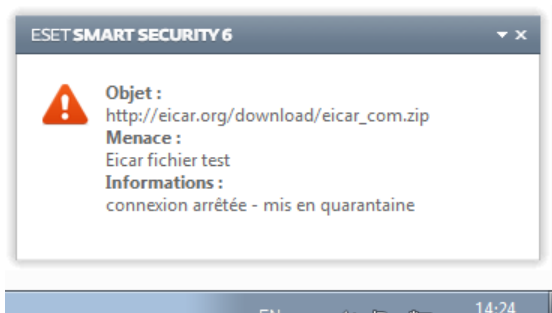 ESET SMART SECURITY 6
Objet :
http://eicar.org/download/eicar_com.zip
Menace :
Eicar fichier test
Informations :
connexion arrêtée - mis en quarantaine
14:24